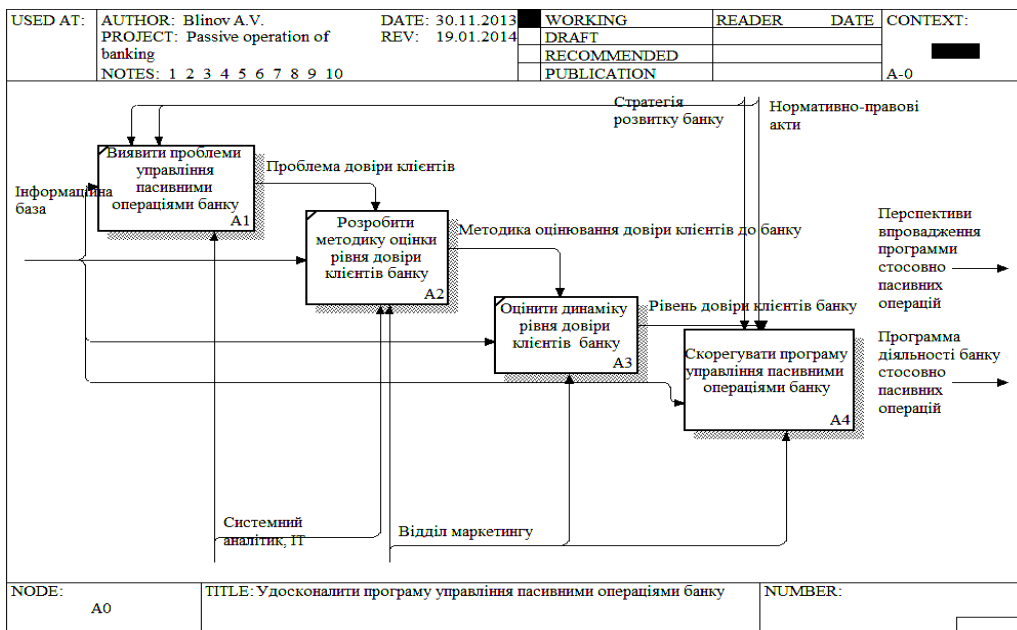 USED AT:
AUTHOR: Blinov A.V.
DATE: 30.11.2013
PROJECT: Passive operation of
banking
REV: 19.01.2014
NOTES: 1 2 3 4 5 6 7 8 9 10
WORKING
DRAFT
RECOMMENDED
PUBLICATION
READER
DATE
CONTEXT:
A-0
Стратегія
розвитку банку
Нормативно-правові
акти
Виявити проблеми
управління
пасивними
операціями банку
A1
Проблема довіри клієнтів
Інформаційна
база
Розробити
методику оцінки
рівня довіри
клієнтів банку
A2
Методика оцінювання довіри клієнтів до банку
Перспективи
впровадження
программи
стосовно
пасивних
операцій
Оцінити динаміку
рівня довіри
клієнтів банку
A3
Рівень довіри клієнтів банку
Скорегувати програму
управління пасивними
операціями банку
A4
Программа
діяльності банку
стосовно
пасивних
операцій
Системний
аналітик, ІТ
Відділ маркетингу
NODE:
A0
TITLE: Удосконалити програму управління пасивними операціями банку
NUMBER: